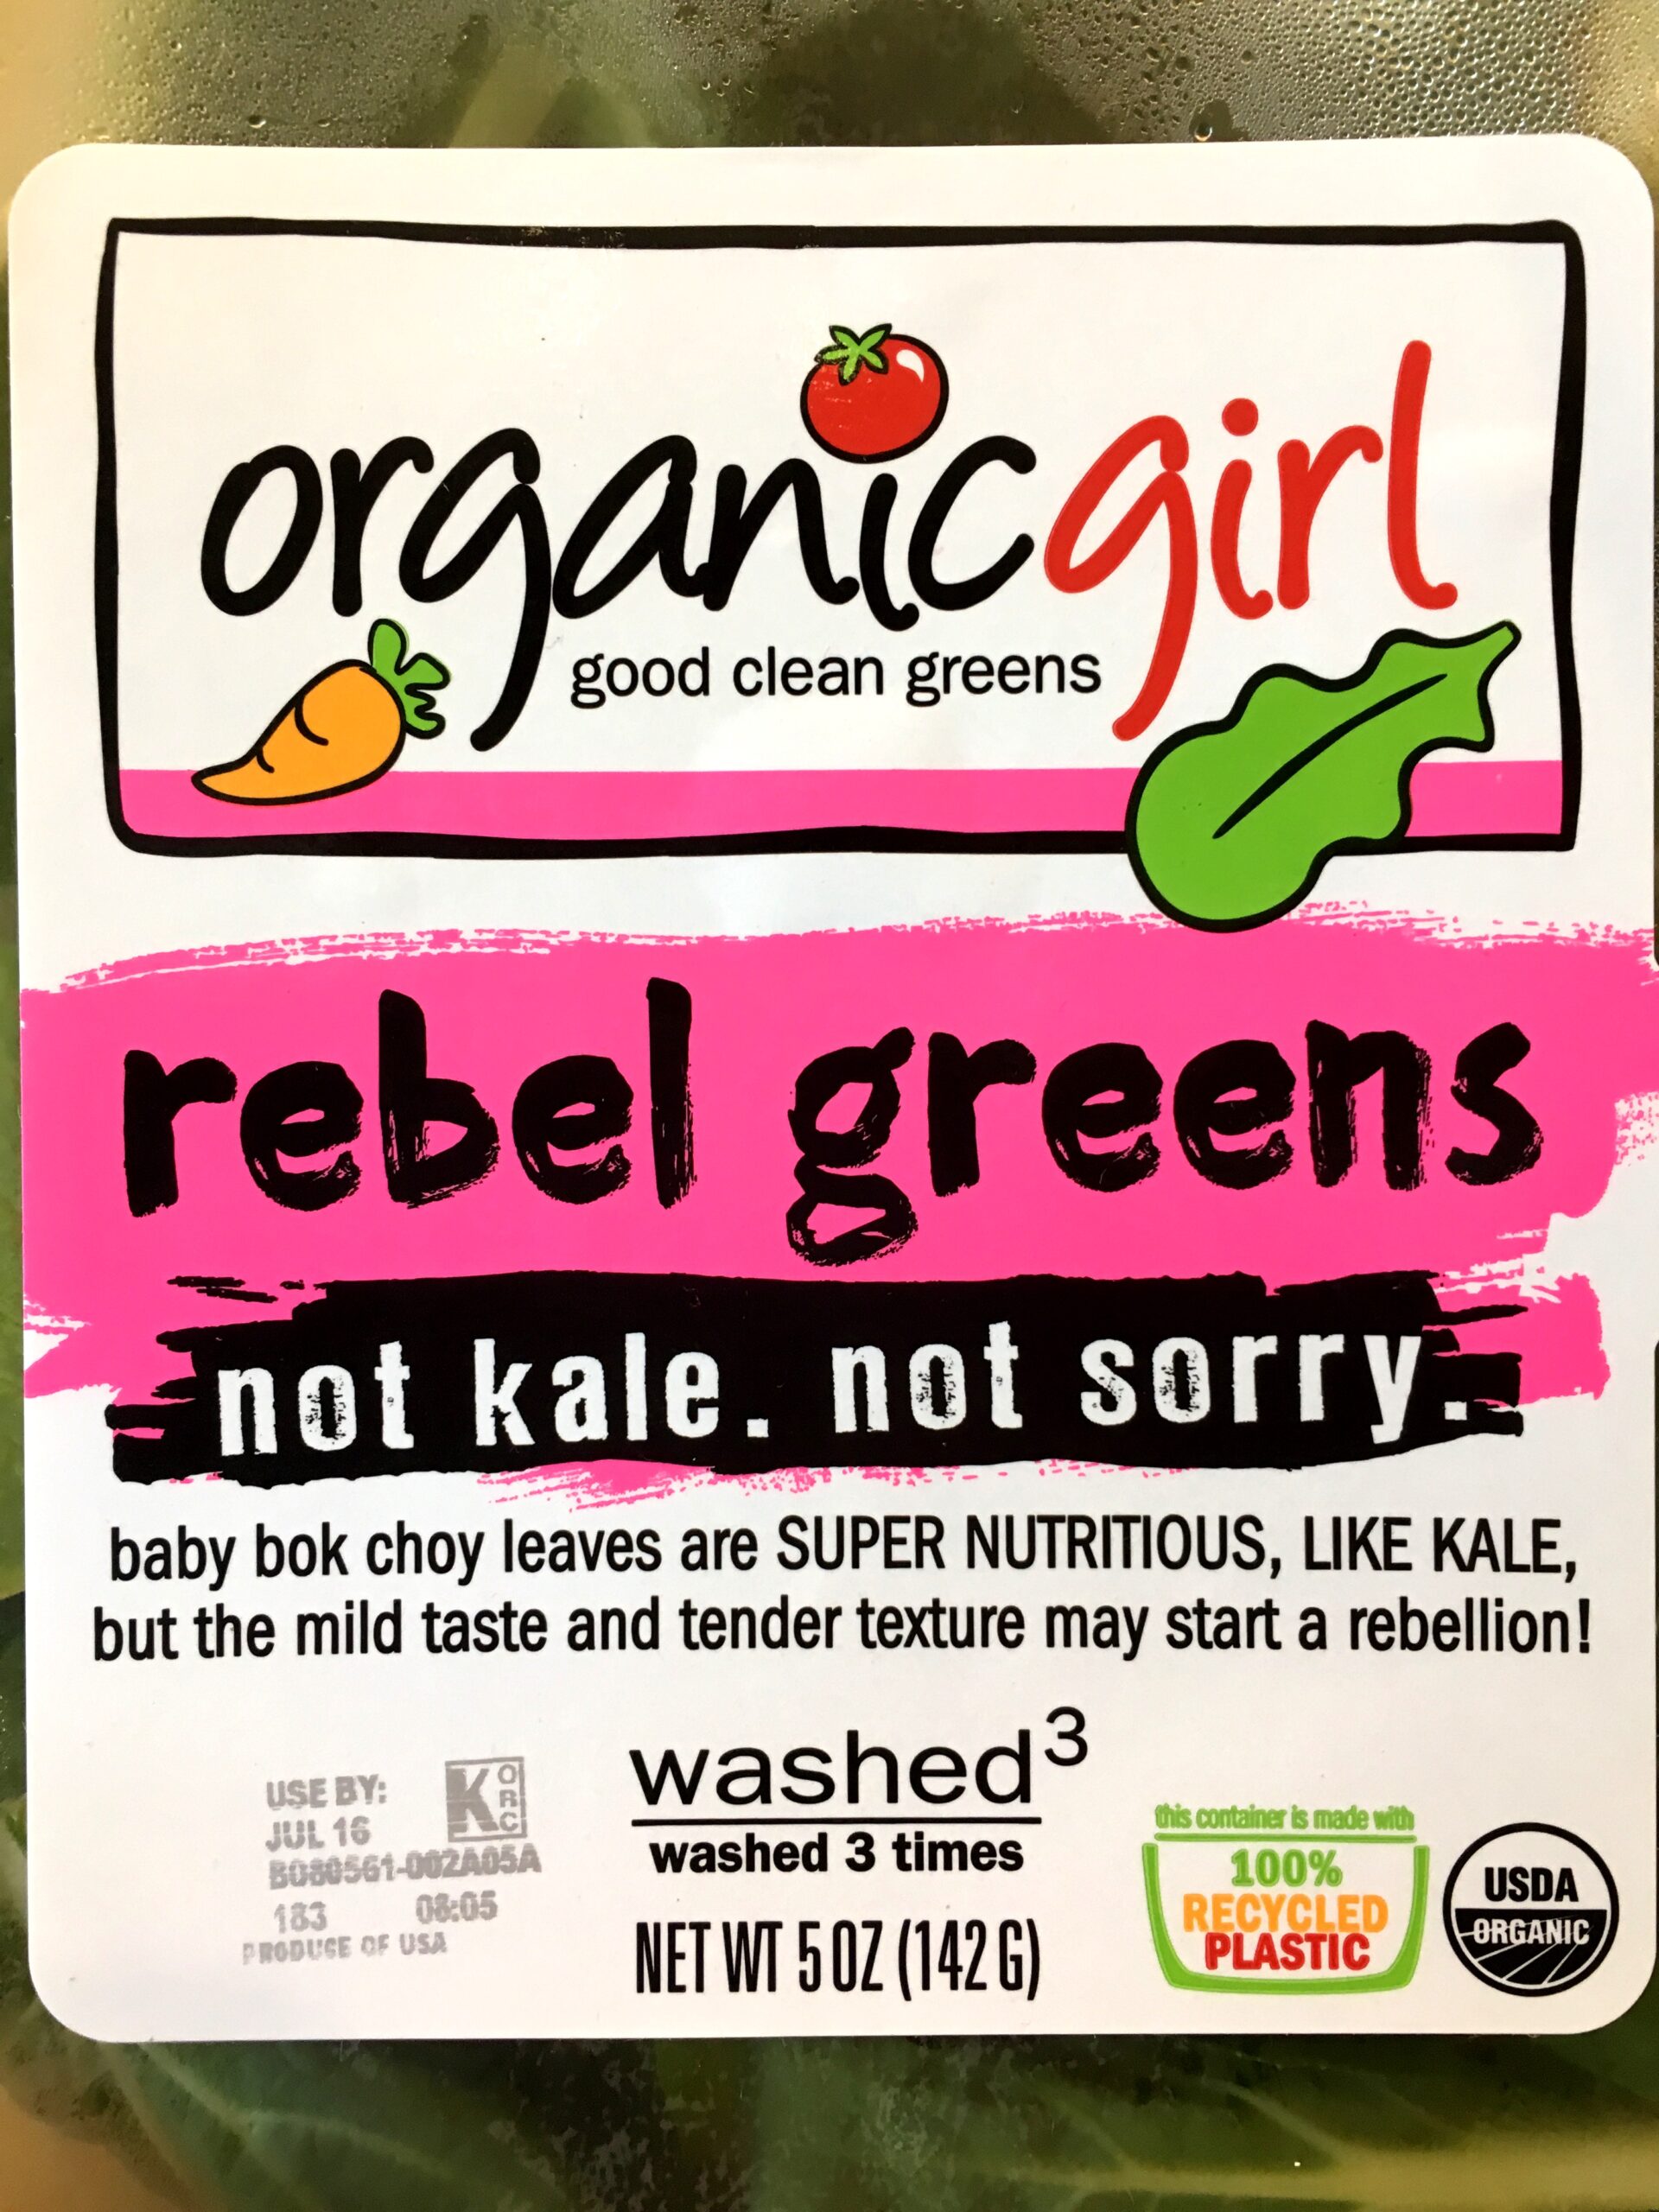 organicgirl
good clean greens
rebel greens
not kale. not sorry.
baby bok choy leaves are SUPER NUTRITIOUS, LIKE KALE,
but the mild taste and tender texture may start a rebellion!
USE BY:
JUL 16
K ORC
B080561-002A05A
183 08:05
PRODUCE OF USA
washed³
washed 3 times
NET WT 5 OZ (142 G)
this container is made with
100%
RECYCLED
PLASTIC
USDA
ORGANIC